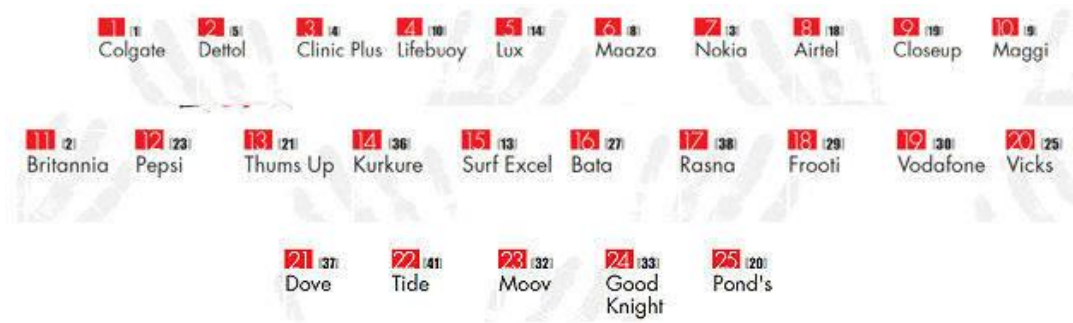 1 [1] 2 [5] 3 [4] 4 [10] 5 [14] 6 [8] 7 [3] 8 [18] 9 [19] 10 [9]
Colgate Dettol Clinic Plus Lifebuoy Lux Maaza Nokia Airtel Closeup Maggi
11 [2] 12 [23] 13 [21] 14 [36] 15 [13] 16 [27] 17 [38] 18 [29] 19 [30] 20 [25]
Britannia Pepsi Thums Up Kurkure Surf Excel Bata Rasna Frooti Vodafone Vicks
21 [37] 22 [41] 23 [32] 24 [33] 25 [20]
Dove Tide Moov Good Pond's
Knight